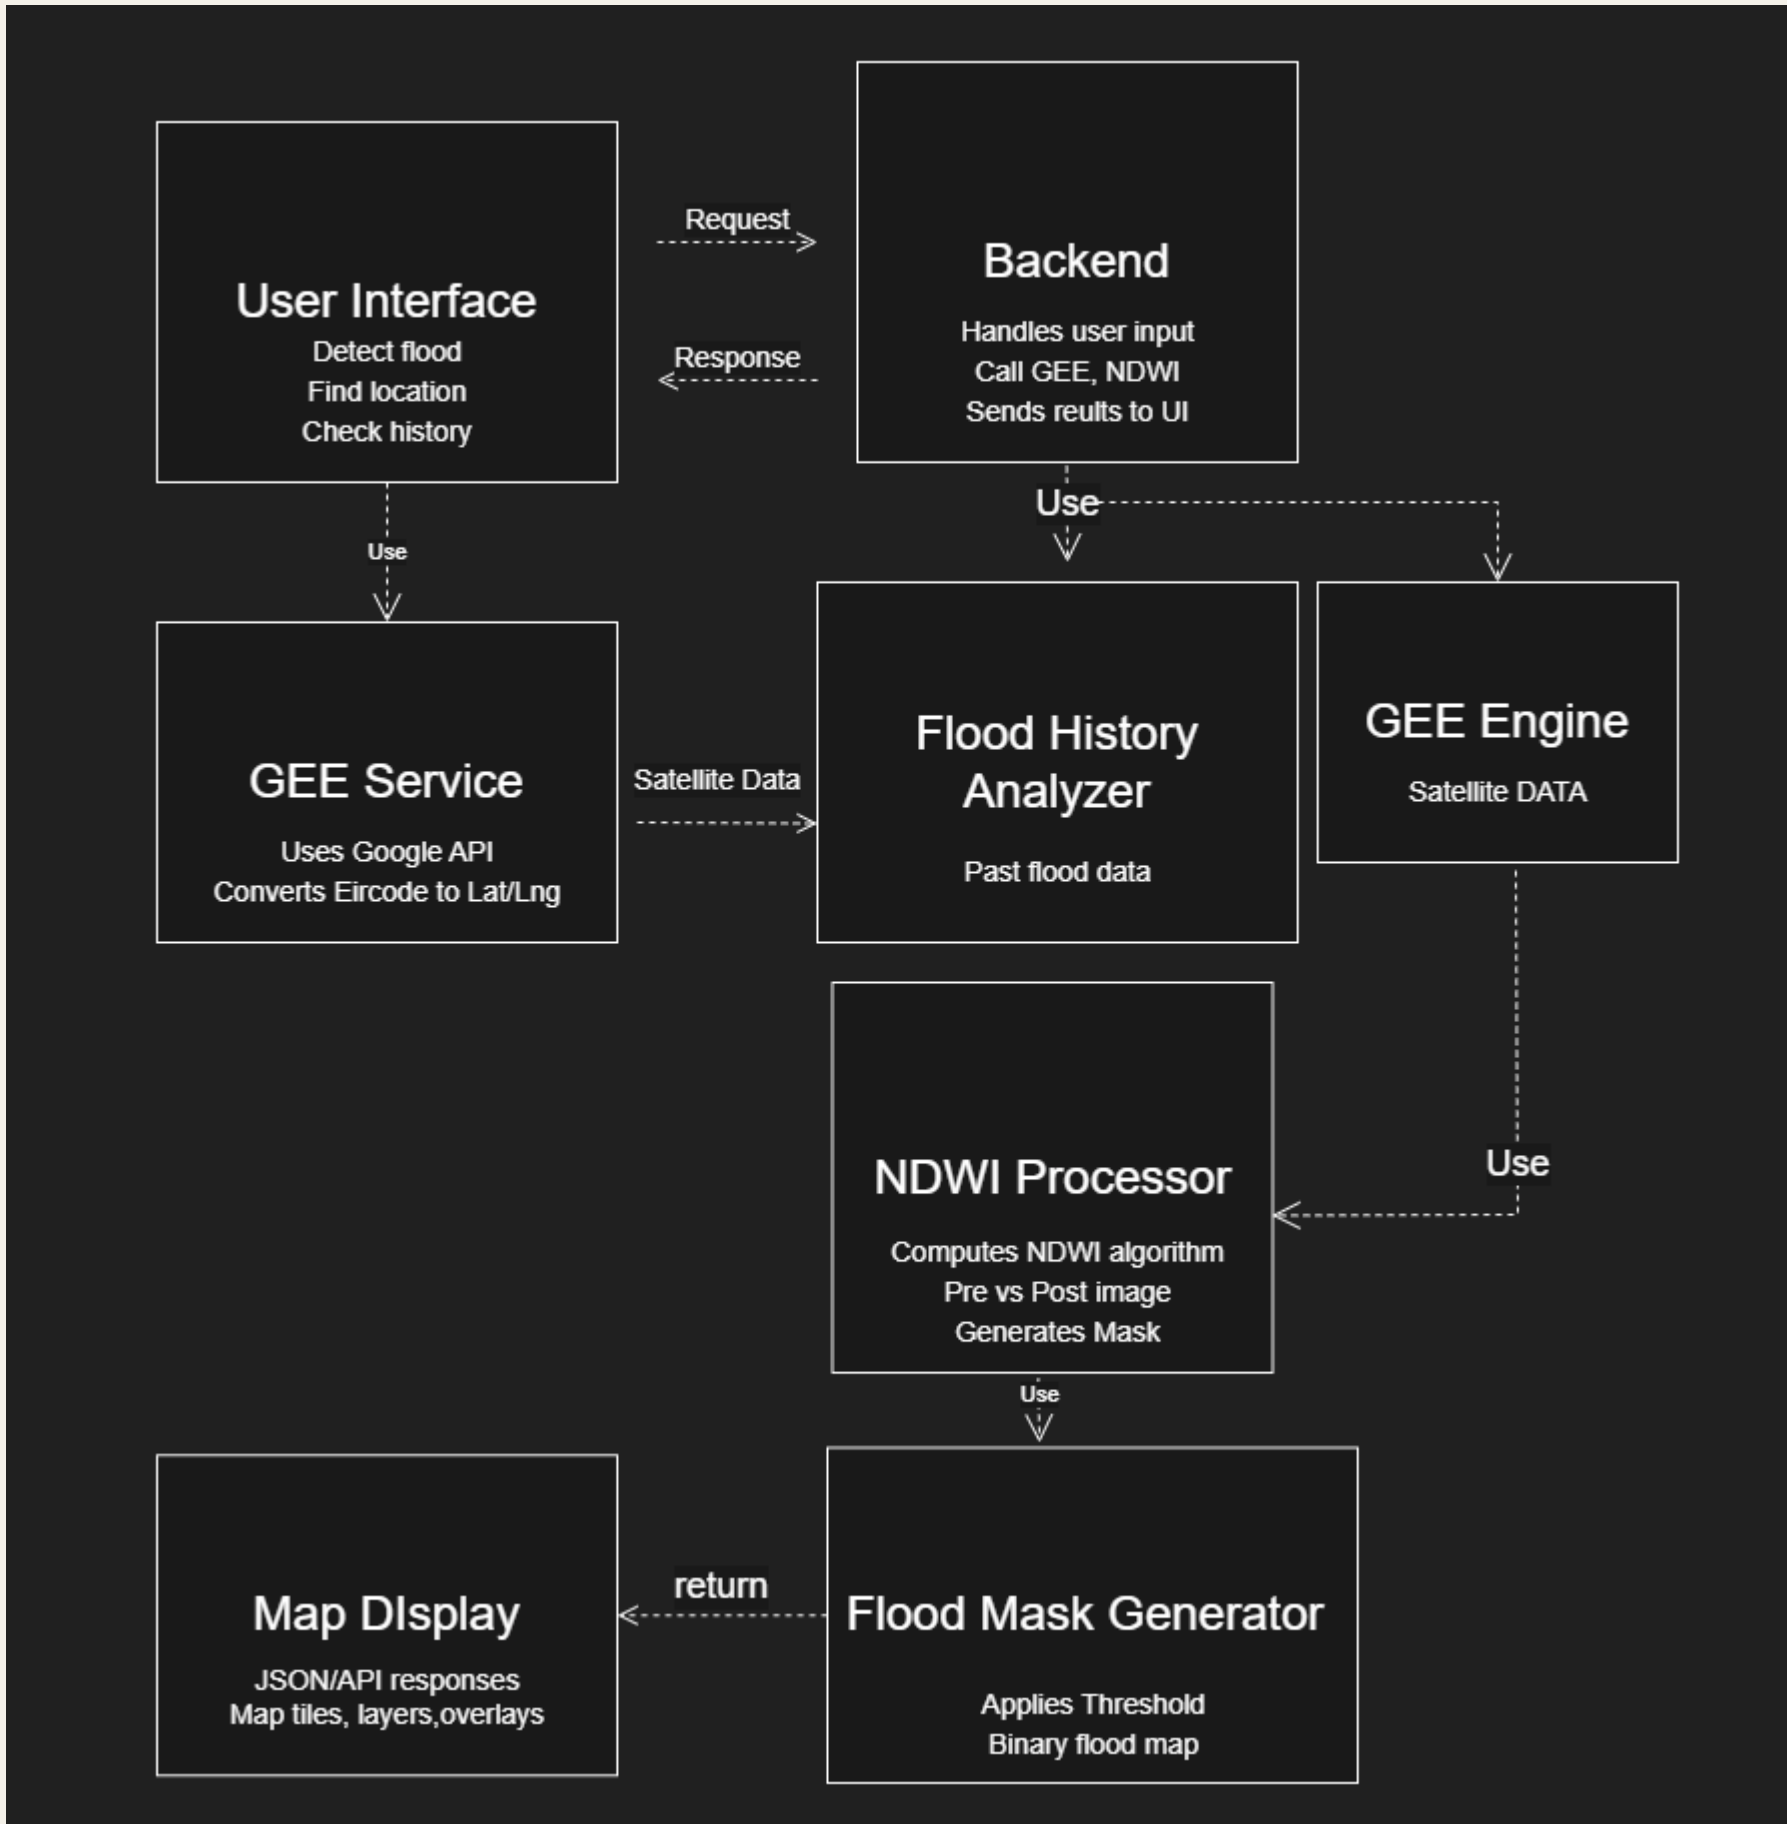 User Interface
Detect flood
Find location
Check history
Request
Response
Backend
Handles user input
Call GEE, NDWI
Sends reults to UI
Use
Use
GEE Service
Uses Google API
Converts Eircode to Lat/Lng
Satellite Data
Flood History
Analyzer
Past flood data
GEE Engine
Satellite DATA
Use
NDWI Processor
Computes NDWI algorithm
Pre vs Post image
Generates Mask
Use
Map DIsplay
JSON/API responses
Map tiles, layers,overlays
return
Flood Mask Generator
Applies Threshold
Binary flood map